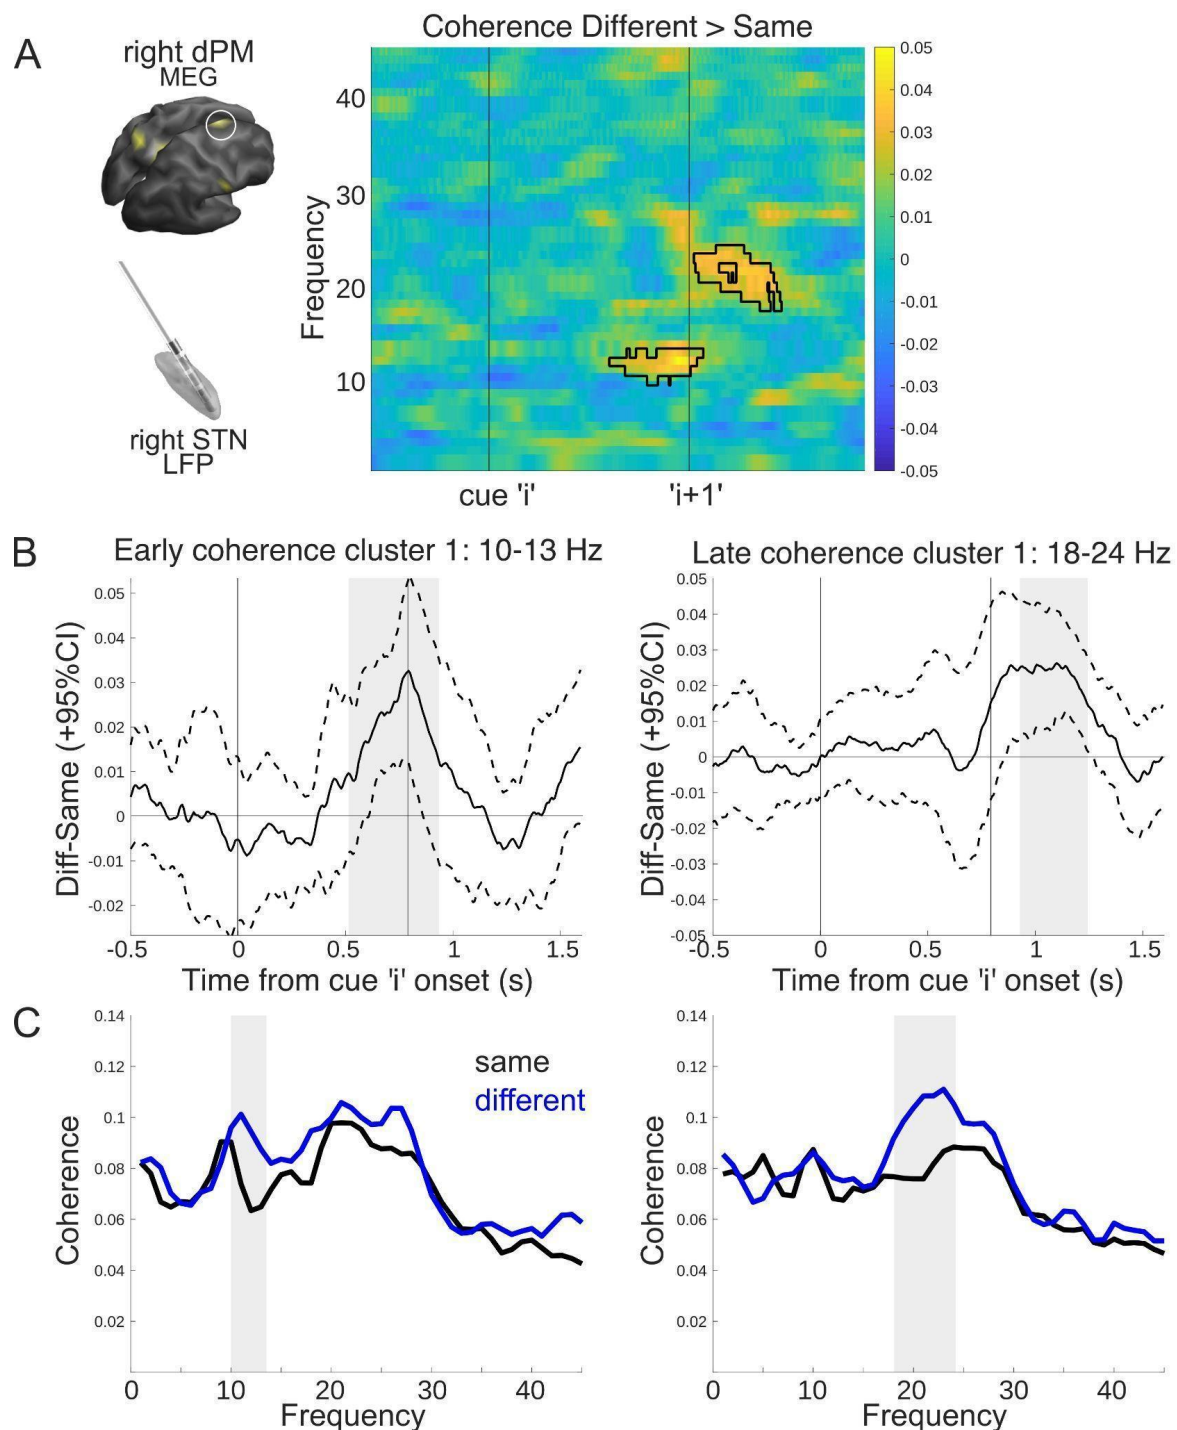 A
right dPM
MEG
right STN
LFP
Coherence Different > Same
Frequency
40
30
20
10
cue 'i'
'i+1'
0.05
0.04
0.03
0.02
0.01
0
-0.01
-0.02
-0.03
-0.04
-0.05
B
Early coherence cluster 1: 10-13 Hz
Diff-Same (+95%CI)
0.05
0.04
0.03
0.02
0.01
0
-0.01
-0.02
-0.5 0 0.5 1 1.5
Time from cue 'i' onset (s)
Late coherence cluster 1: 18-24 Hz
Diff-Same (+95%CI)
0.05
0.04
0.03
0.02
0.01
0
-0.01
-0.02
-0.03
-0.04
-0.05
-0.5 0 0.5 1 1.5
Time from cue 'i' onset (s)
C
Coherence
0.14
0.12
0.1
0.08
0.06
0.04
0.02
same
different
0 10 20 30 40
Frequency
Coherence
0.14
0.12
0.1
0.08
0.06
0.04
0.02
0 10 20 30 40
Frequency